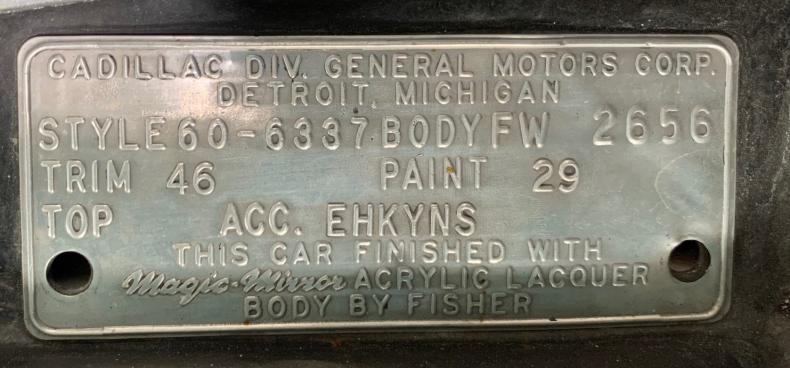 CADILLAC DIV. GENERAL MOTORS CORP.
DETROIT, MICHIGAN
STYLE 60-6337 BODY FW 2656
TRIM 46 PAINT 29
TOP ACC. EHKYNS
THIS CAR FINISHED WITH
Magic-Mirror ACRYLIC LACQUER
BODY BY FISHER